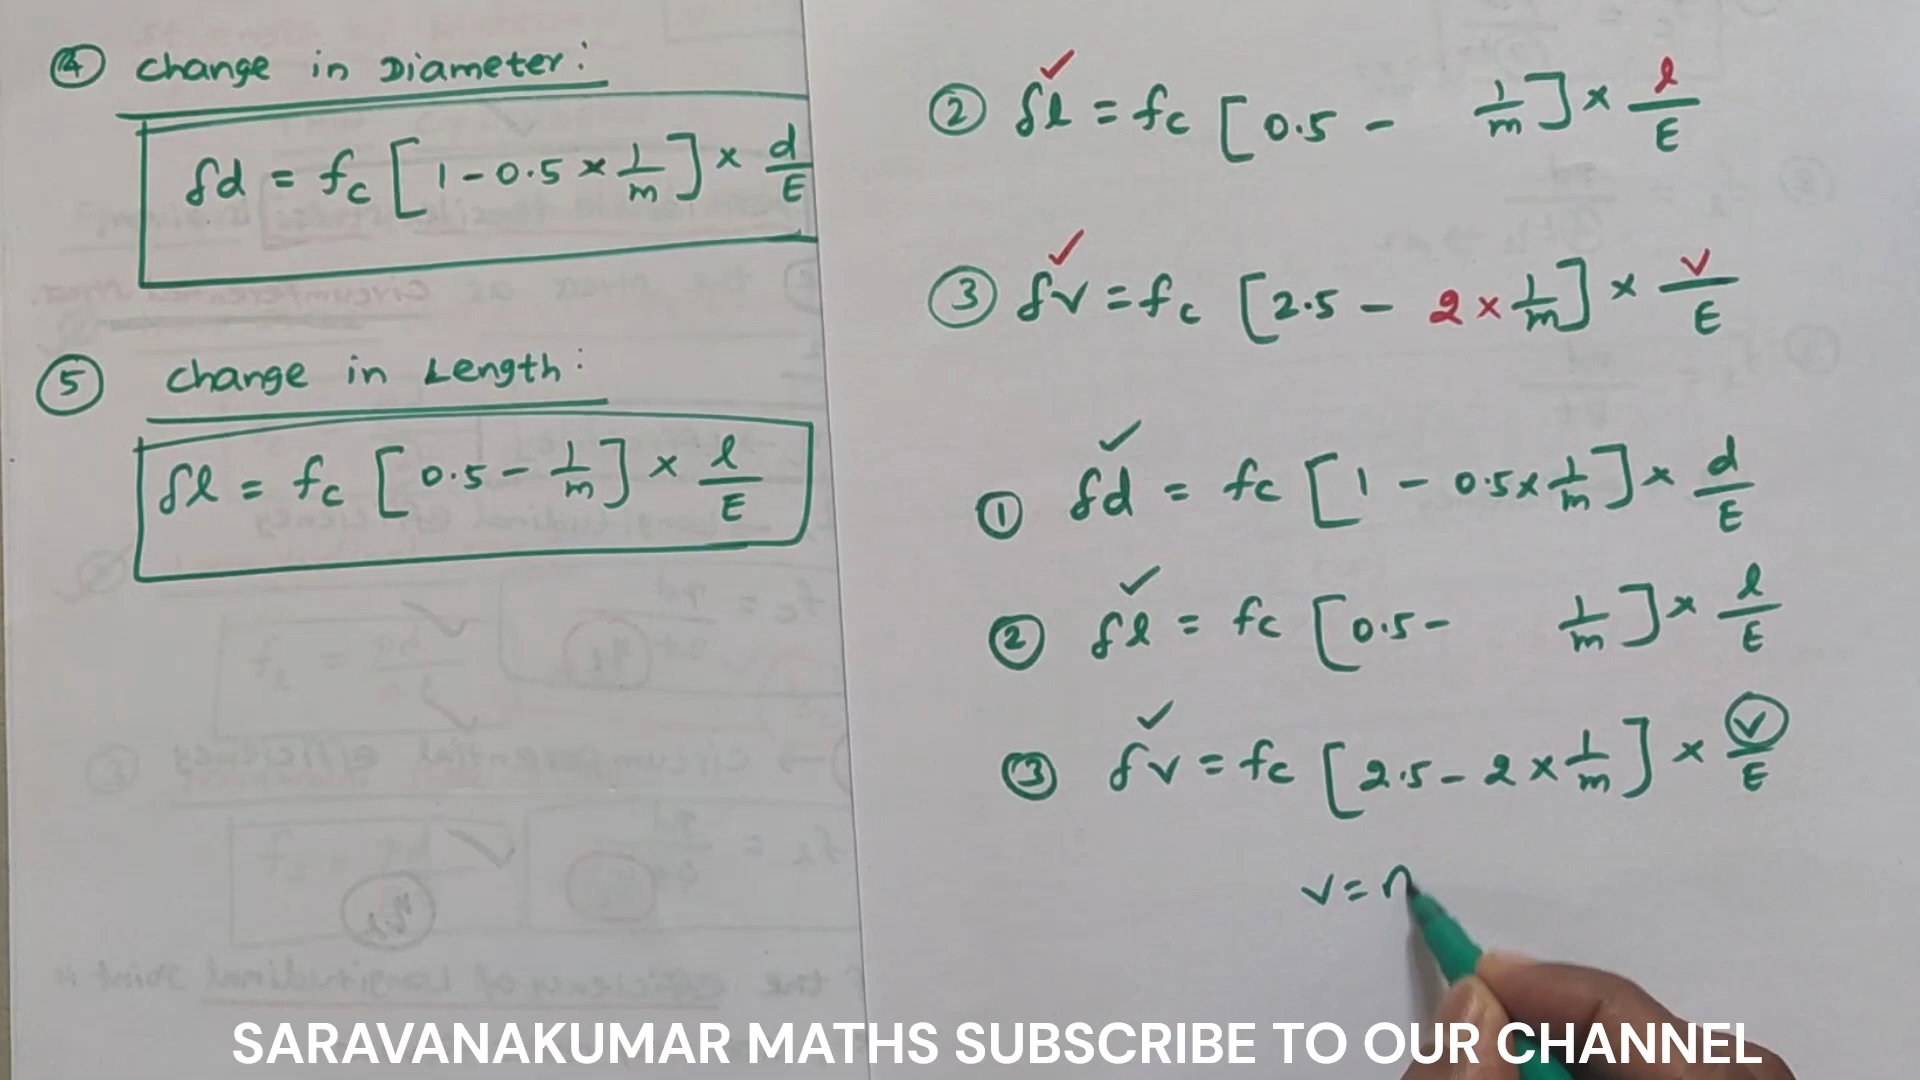 ④ Change in Diameter:
δd = fc [1 - 0.5 × 1/m] × d/E
⑤ Change in Length:
δl = fc [0.5 - 1/m] × l/E
② δl = fc [0.5 - 1/m] × l/E
③ δv = fc [2.5 - 2 × 1/m] × v/E
① δd = fc [1 - 0.5 × 1/m] × d/E
② δl = fc [0.5 - 1/m] × l/E
③ δv = fc [2.5 - 2 × 1/m] × v/E
v =
SARAVANAKUMAR MATHS SUBSCRIBE TO OUR CHANNEL